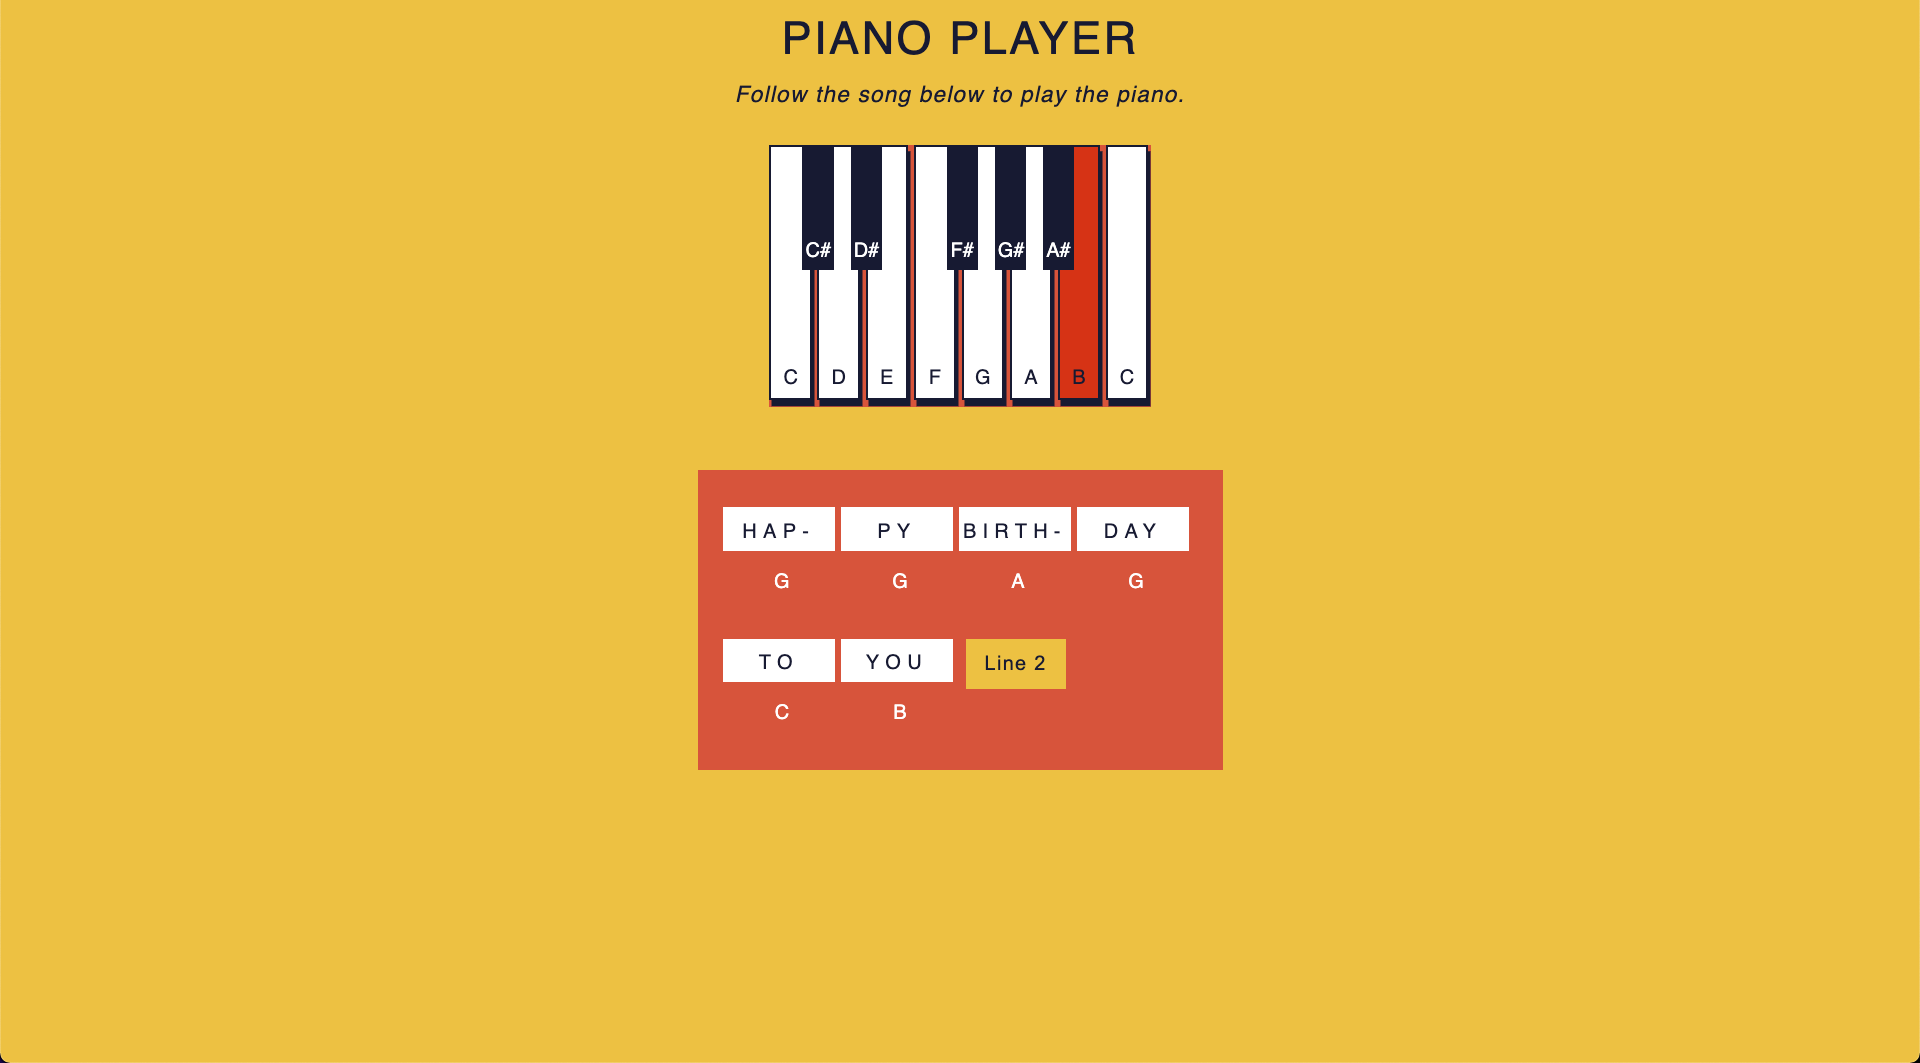 PIANO PLAYER
Follow the song below to play the piano.
C# D# F# G# A#
C D E F G A B C
HAP- PY BIRTH- DAY
G G A G
TO YOU Line 2
C B